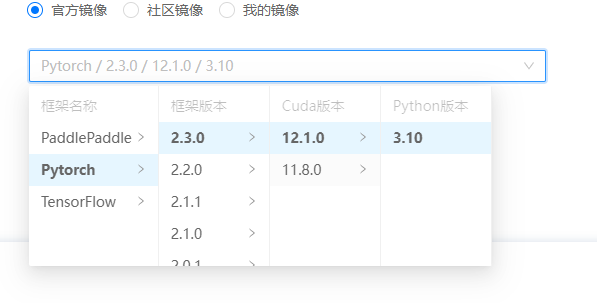 官方镜像 社区镜像 我的镜像
Pytorch / 2.3.0 / 12.1.0 / 3.10
框架名称 框架版本 Cuda版本 Python版本
PaddlePaddle 2.3.0 12.1.0 3.10
Pytorch 2.2.0 11.8.0
TensorFlow 2.1.1
2.1.0
2.0.1